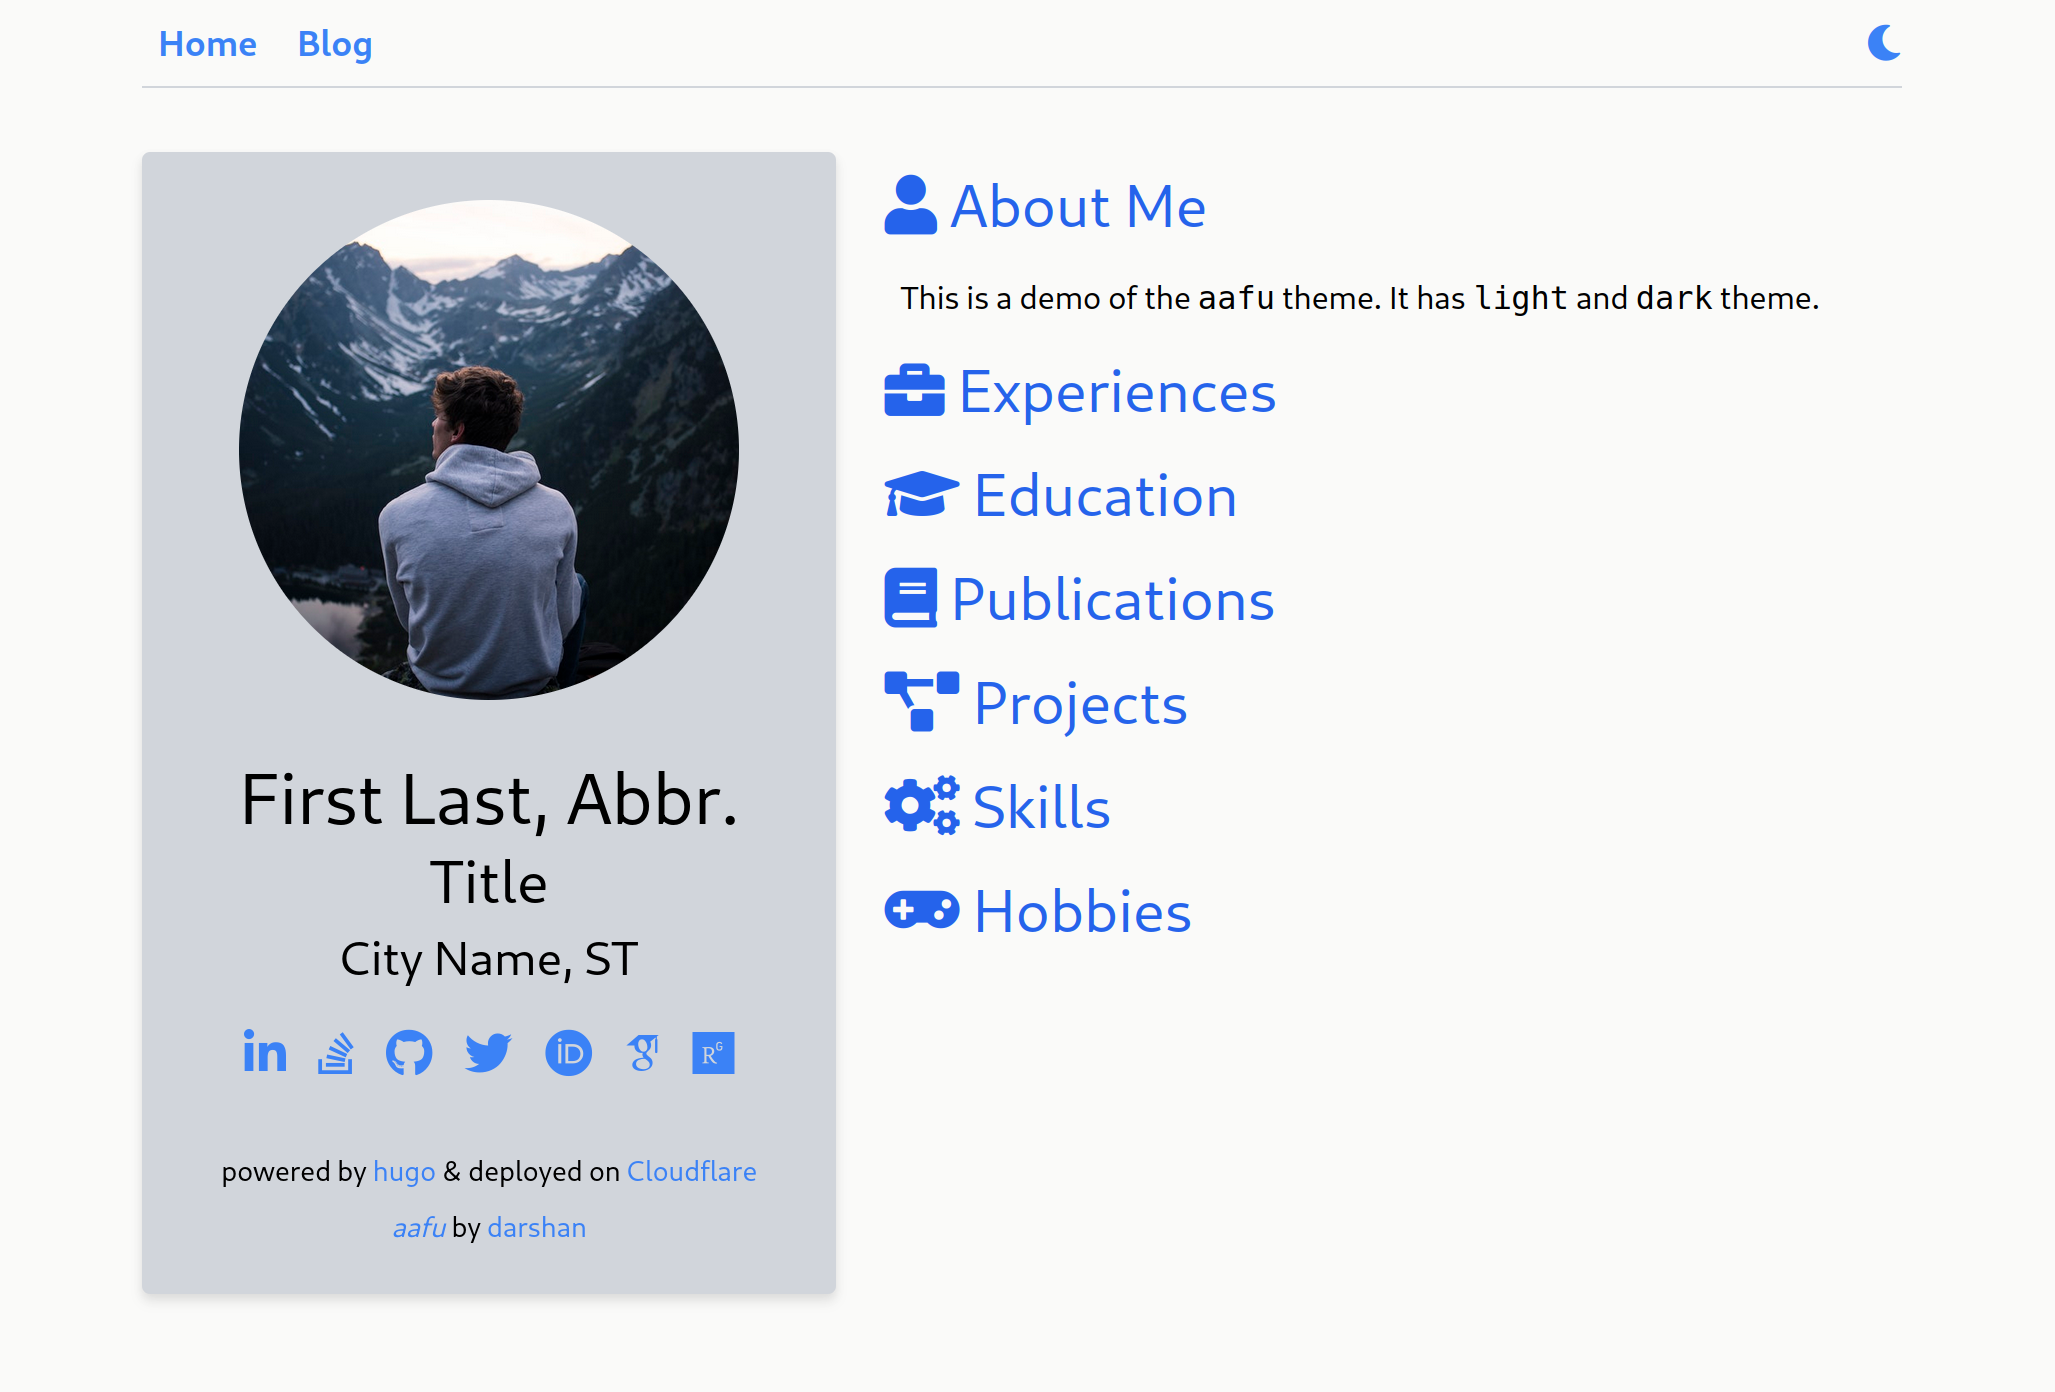 Home Blog
First Last, Abbr.
Title
City Name, ST
in iD g R G
powered by hugo & deployed on Cloudflare
aafu by darshan
About Me
This is a demo of the aafu theme. It has light and dark theme.
Experiences
Education
Publications
Projects
Skills
Hobbies